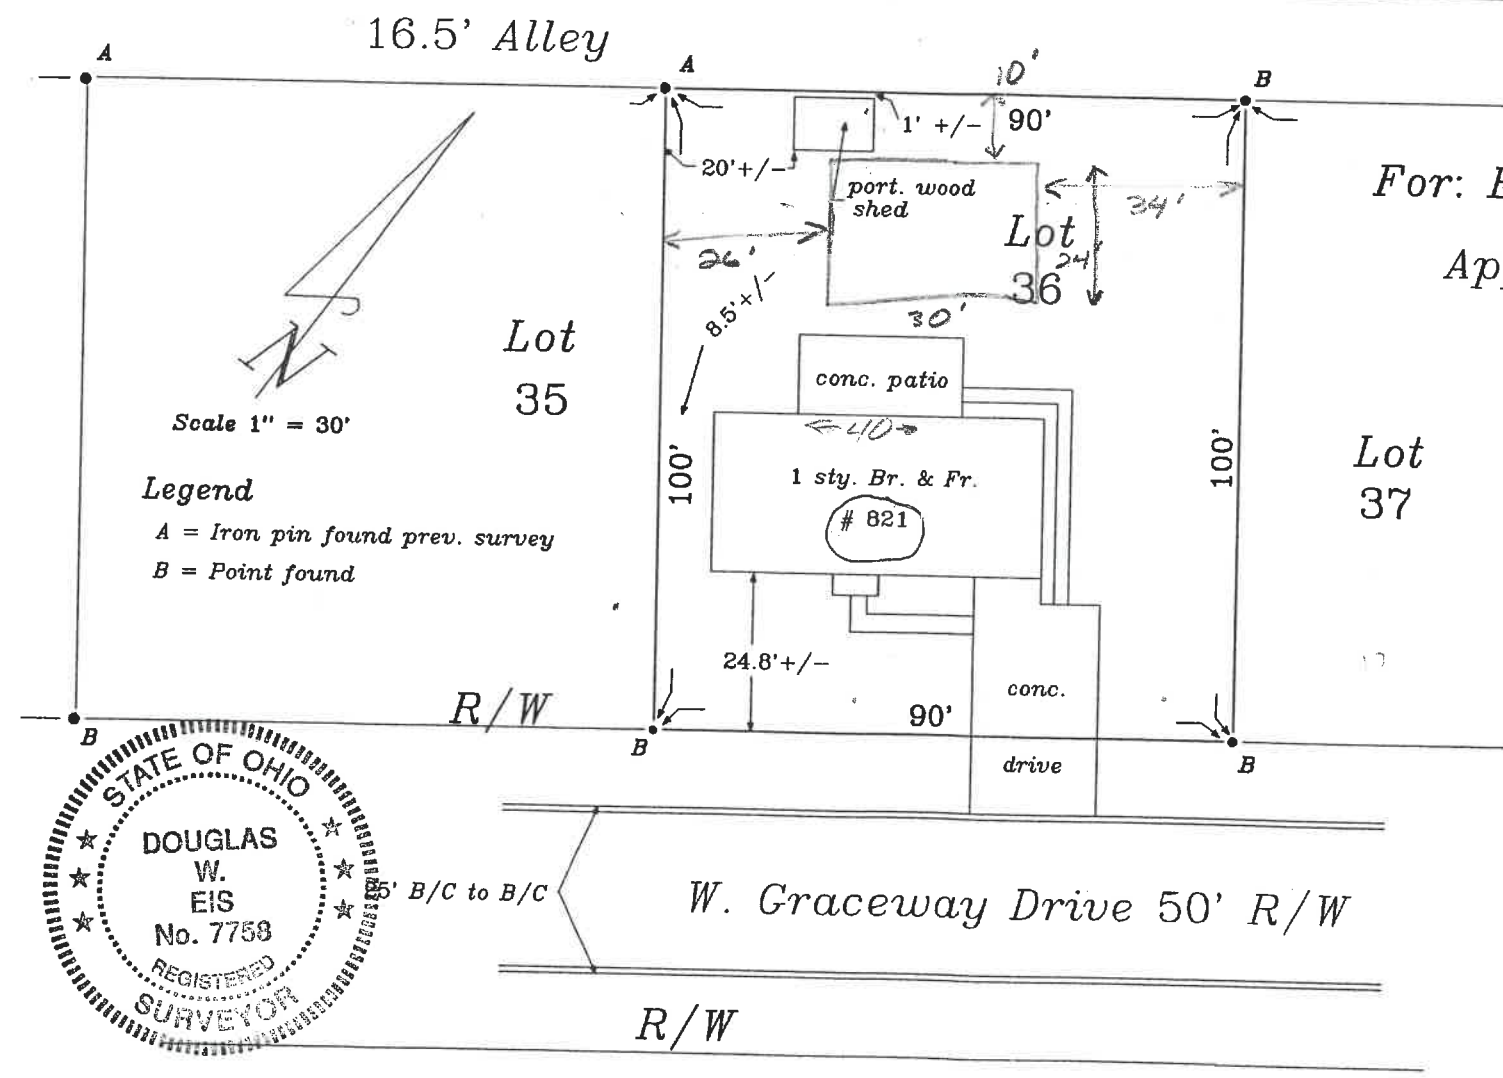 16.5' Alley
A
A
B
10'
1' +/-
90'
20'+/-
port. wood
shed
34'
For:
Lot
36
24'
26'
8.5'+/-
30'
Lot
35
conc. patio
Scale 1" = 30'
40
100'
100'
Lot
37
1 sty. Br. & Fr.
# 821
Legend
A = Iron pin found prev. survey
B = Point found
N
24.8'+/-
conc.
R/W
90'
B
B
B
drive
STATE OF OHIO
DOUGLAS
W.
EIS
No. 7758
REGISTERED
SURVEYOR
5' B/C to B/C
W. Graceway Drive 50' R/W
R/W